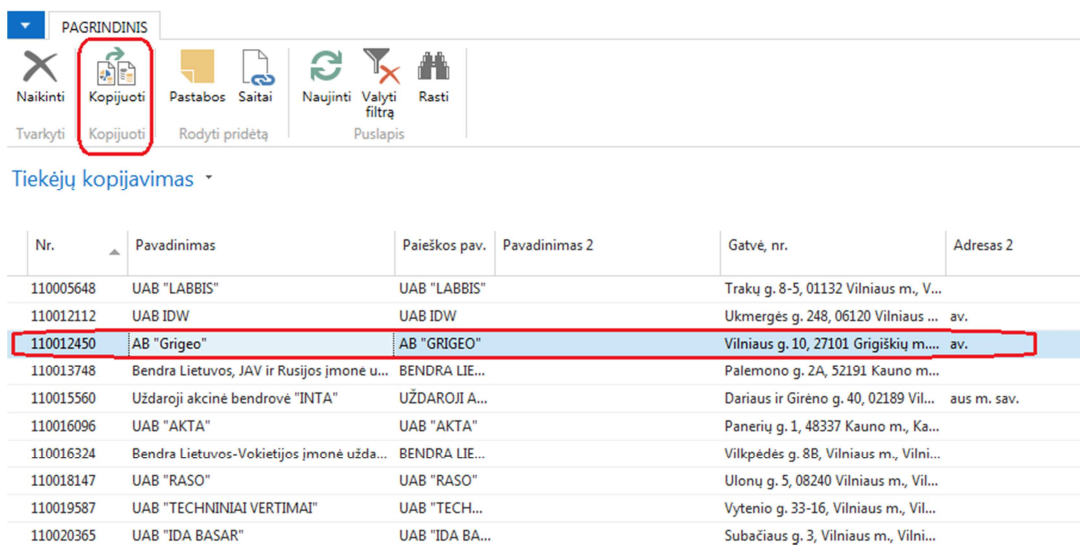 PAGRINDINIS
Naikinti Kopijuoti Pastabos Saitai Naujinti Valyti filtrą Rasti
Tvarkyti Kopijuoti Rodyti pridėtą Puslapis
Tiekėjų kopijavimas
Nr. Pavadinimas Paieškos pav. Pavadinimas 2 Gatvė, nr. Adresas 2
110005648 UAB "LABBIS" UAB "LABBIS" Trakų g. 8-5, 01132 Vilniaus m., V...
110012112 UAB IDW UAB IDW Ukmergės g. 248, 06120 Vilniaus ... av.
110012450 AB "Grigeo" AB "GRIGEO" Vilniaus g. 10, 27101 Grigiškių m.... av.
110013748 Bendra Lietuvos, JAV ir Rusijos įmonė u... BENDRA LIE... Palemono g. 2A, 52191 Kauno m...
110015560 Uždaroji akcinė bendrovė "INTA" UŽDAROJI A... Dariaus ir Girėno g. 40, 02189 Vil... aus m. sav.
110016096 UAB "AKTA" UAB "AKTA" Panerių g. 1, 48337 Kauno m., Ka...
110016324 Bendra Lietuvos-Vokietijos įmonė užda... BENDRA LIE... Vilkpėdės g. 8B, Vilniaus m., Vilni...
110018147 UAB "RASO" UAB "RASO" Ulonų g. 5, 08240 Vilniaus m., Vil...
110019587 UAB "TECHNINIAI VERTIMAI" UAB "TECH... Vytenio g. 33-16, Vilniaus m., Vil...
110020365 UAB "IDA BASAR" UAB "IDA BA... Subačiaus g. 3, Vilniaus m., Vilni...